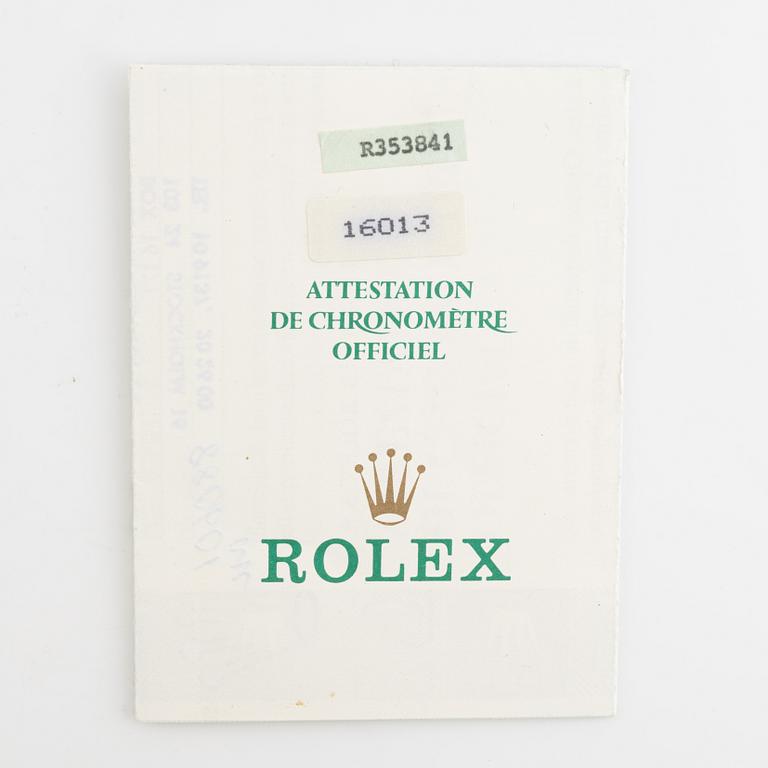 R353841
16013
ATTESTATION
DE CHRONOMÈTRE
OFFICIEL
ROLEX